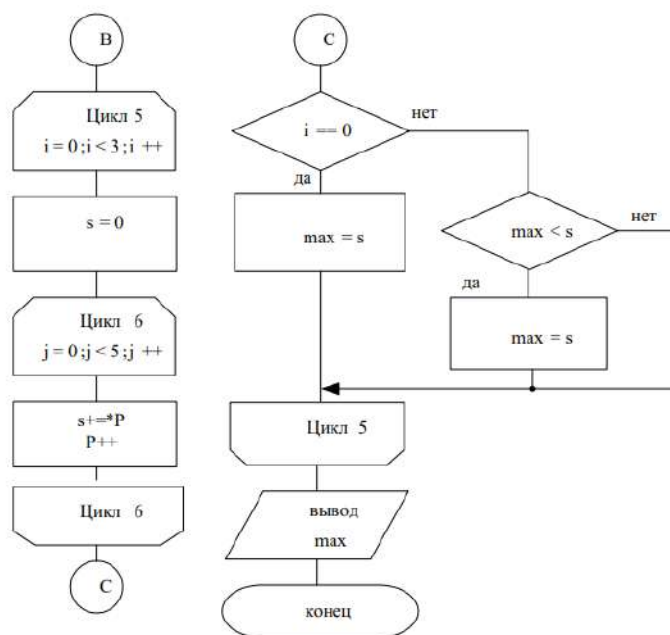 B
Цикл 5
i = 0 ;i < 3 ;i ++
s = 0
Цикл 6
j = 0 ;j < 5 ;j ++
s+=*P
P++
Цикл 6
C
C
i == 0
нет
да
max = s
max < s
нет
да
max = s
Цикл 5
вывод
max
конец